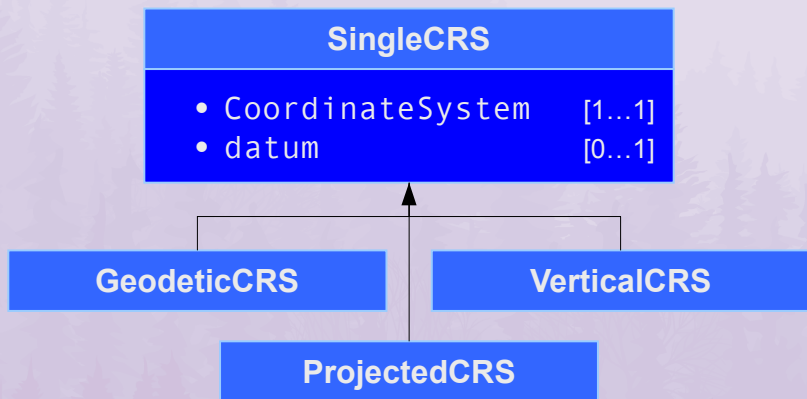 SingleCRS
• CoordinateSystem [1…1]
• datum [0…1]
GeodeticCRS
VerticalCRS
ProjectedCRS